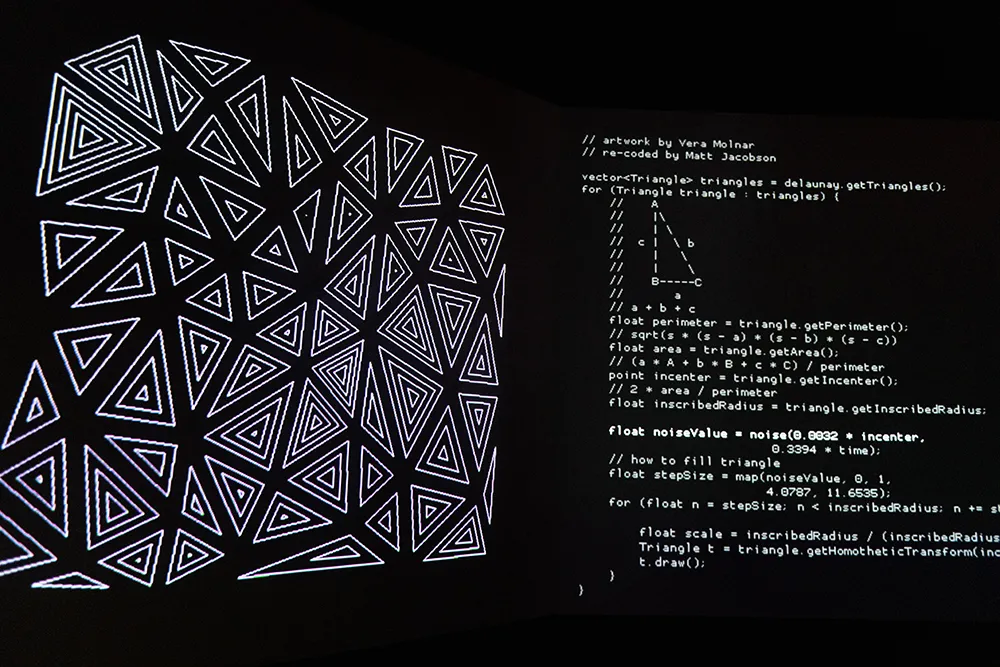 // artwork by Vera Molnar
// re-coded by Matt Jacobson
vector<Triangle> triangles = delaunay.getTriangles();
for (Triangle triangle : triangles) {
// A
// |\
// | \
// c | \ b
// | \
// | \
// B-----C
// a
// a + b + c
float perimeter = triangle.getPerimeter();
// sqrt(s * (s - a) * (s - b) * (s - c))
float area = triangle.getArea();
// (a * A + b * B + c * C) / perimeter
point incenter = triangle.getIncenter();
// 2 * area / perimeter
float inscribedRadius = triangle.getInscribedRadius;
float noiseValue = noise(0.0032 * incenter,
0.3394 * time);
// how to fill triangle
float stepSize = map(noiseValue, 0, 1,
4.0787, 11.6535);
for (float n = stepSize; n < inscribedRadius; n += s
float scale = inscribedRadius / (inscribedRadius
Triangle t = triangle.getHomotheticTransform(inc
t.draw();
}
}